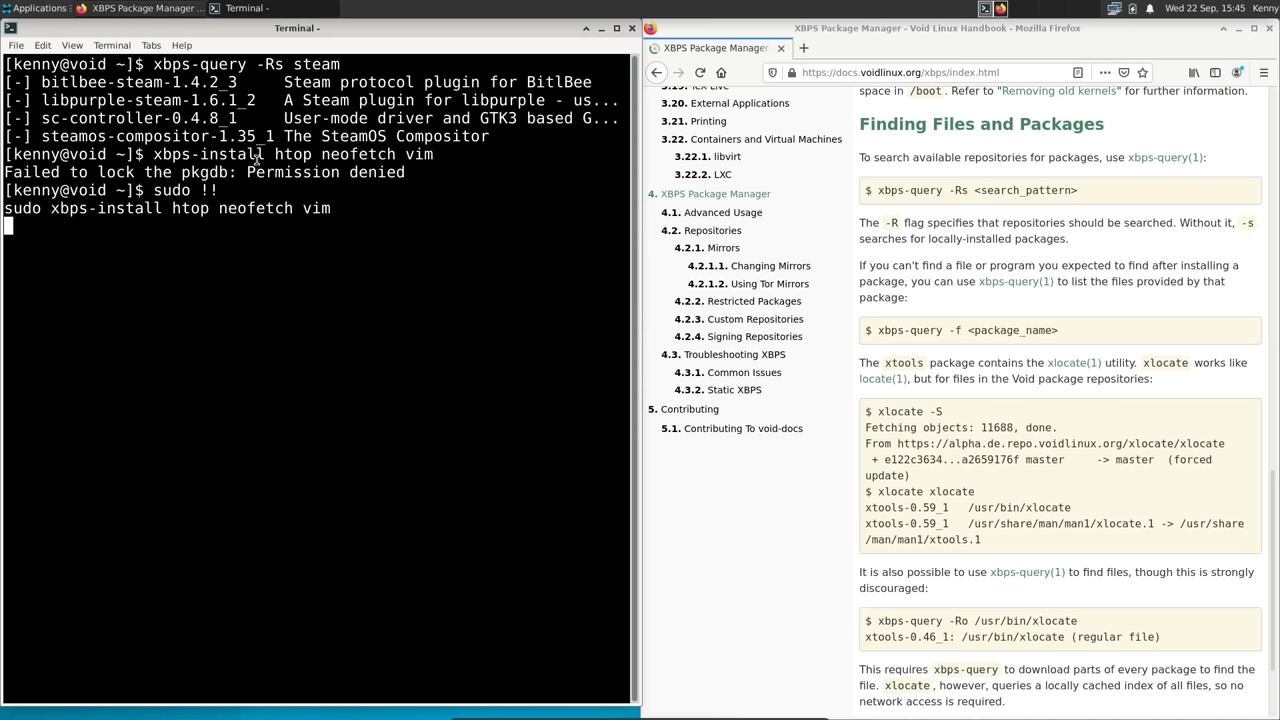 Applications
XBPS Package Manager ...
Terminal -
Wed 22 Sep, 15:45
Kenny
Terminal -
File Edit View Terminal Tabs Help
[kenny@void ~]$ xbps-query -Rs steam
[-] bitlbee-steam-1.4.2_3 Steam protocol plugin for BitlBee
[-] libpurple-steam-1.6.1_2 A Steam plugin for libpurple - us...
[-] sc-controller-0.4.8_1 User-mode driver and GTK3 based G...
[-] steamos-compositor-1.35_1 The SteamOS Compositor
[kenny@void ~]$ xbps-install htop neofetch vim
Failed to lock the pkgdb: Permission denied
[kenny@void ~]$ sudo !!
sudo xbps-install htop neofetch vim
XBPS Package Manager - Void Linux Handbook - Mozilla Firefox
XBPS Package Manager
https://docs.voidlinux.org/xbps/index.html
3.20. External Applications
3.21. Printing
3.22. Containers and Virtual Machines
3.22.1. libvirt
3.22.2. LXC
4. XBPS Package Manager
4.1. Advanced Usage
4.2. Repositories
4.2.1. Mirrors
4.2.1.1. Changing Mirrors
4.2.1.2. Using Tor Mirrors
4.2.2. Restricted Packages
4.2.3. Custom Repositories
4.2.4. Signing Repositories
4.3. Troubleshooting XBPS
4.3.1. Common Issues
4.3.2. Static XBPS
5. Contributing
5.1. Contributing To void-docs
space in /boot. Refer to "Removing old kernels" for further information.
Finding Files and Packages
To search available repositories for packages, use xbps-query(1):
$ xbps-query -Rs <search_pattern>
The -R flag specifies that repositories should be searched. Without it, -s
searches for locally-installed packages.
If you can't find a file or program you expected to find after installing a
package, you can use xbps-query(1) to list the files provided by that
package:
$ xbps-query -f <package_name>
The xtools package contains the xlocate(1) utility. xlocate works like
locate(1), but for files in the Void package repositories:
$ xlocate -S
Fetching objects: 11688, done.
From https://alpha.de.repo.voidlinux.org/xlocate/xlocate
+ e122c3634...a2659176f master -> master (forced
update)
$ xlocate xlocate
xtools-0.59_1 /usr/bin/xlocate
xtools-0.59_1 /usr/share/man/man1/xlocate.1 -> /usr/share
/man/man1/xtools.1
It is also possible to use xbps-query(1) to find files, though this is strongly
discouraged:
$ xbps-query -Ro /usr/bin/xlocate
xtools-0.46_1: /usr/bin/xlocate (regular file)
This requires xbps-query to download parts of every package to find the
file. xlocate, however, queries a locally cached index of all files, so no
network access is required.